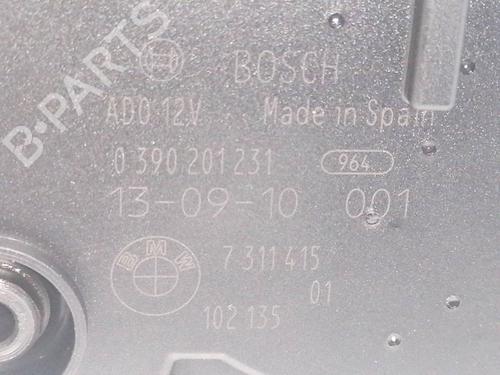 B-PARTS
BOSCH
ADO 12V Made in Spain
0 390 201 231 964
13-09-10 001
BMW
7 311 415
01
102 135